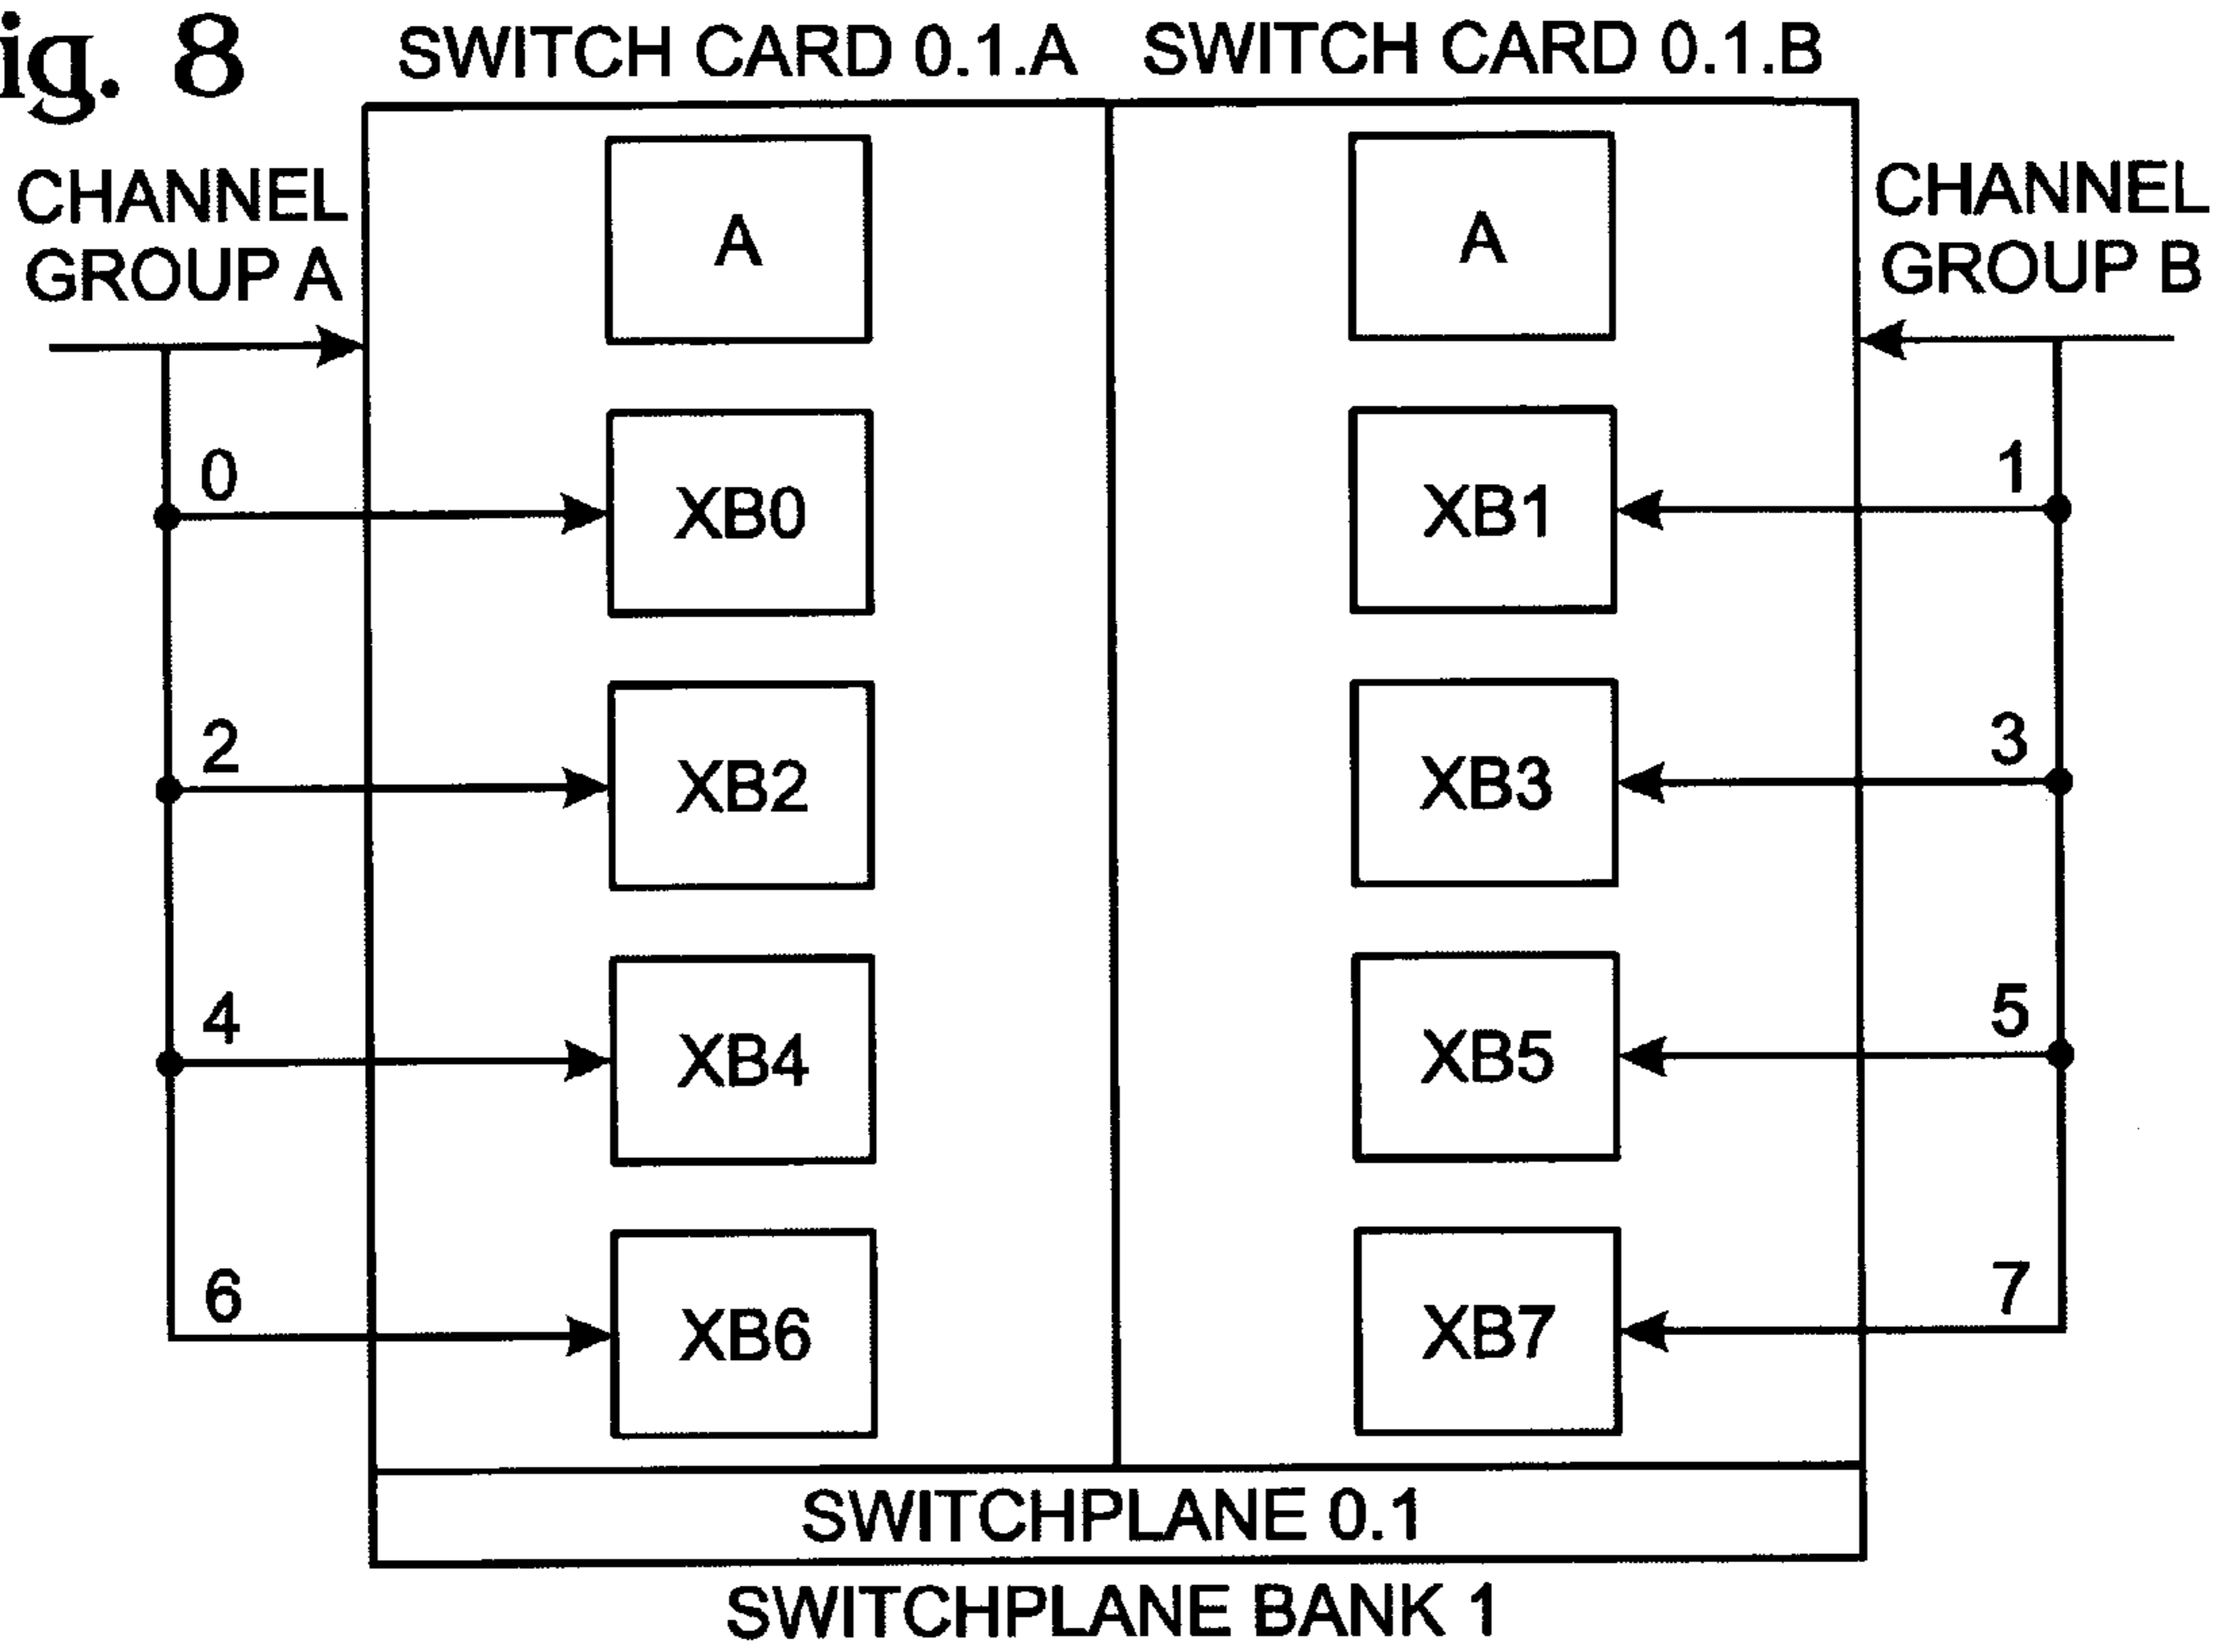 ig. 8
SWITCH CARD 0.1.A
SWITCH CARD 0.1.B
CHANNEL
GROUP A
CHANNEL
GROUP B
A
A
0
XB0
XB1
1
2
XB2
XB3
3
4
XB4
XB5
5
6
XB6
XB7
7
SWITCHPLANE 0.1
SWITCHPLANE BANK 1